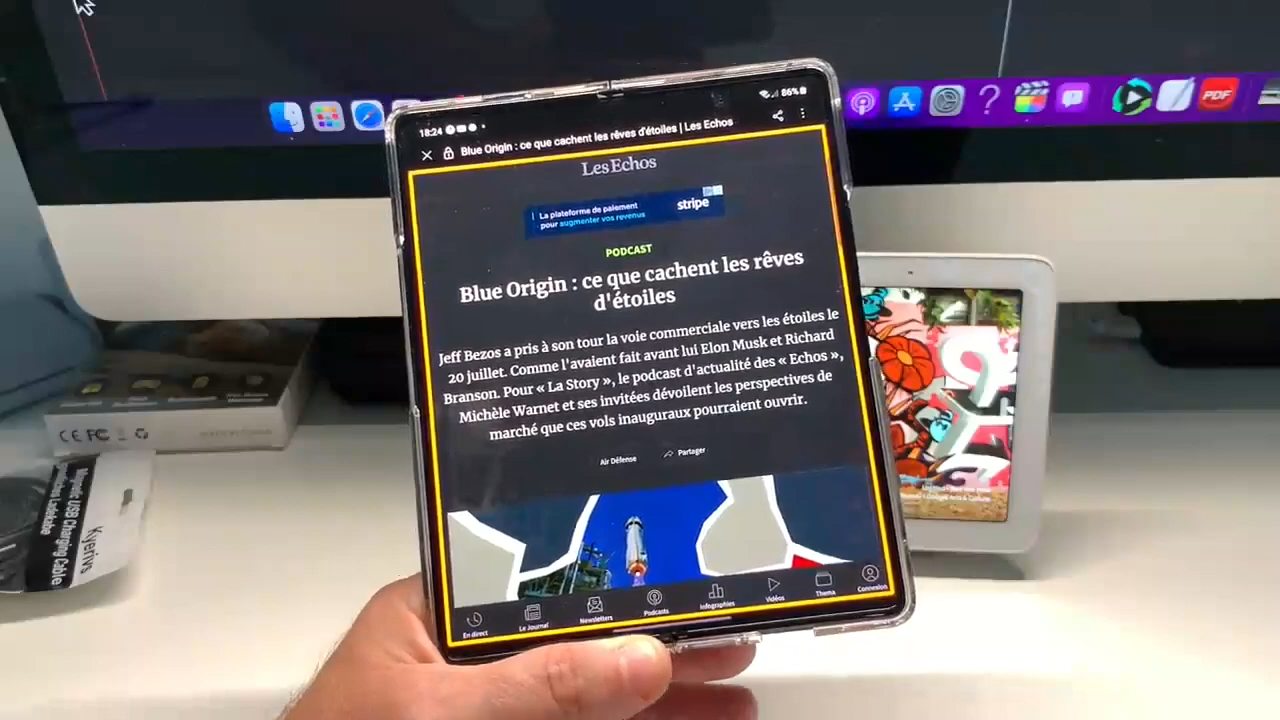 PDF
18:24
86%
Blue Origin : ce que cachent les rêves d'étoiles | Les Echos
Les Echos
La plateforme de paiement
pour augmenter vos revenus
stripe
PODCAST
Blue Origin : ce que cachent les rêves
d'étoiles
Jeff Bezos a pris à son tour la voie commerciale vers les étoiles le
20 juillet. Comme l'avaient fait avant lui Elon Musk et Richard
Branson. Pour « La Story », le podcast d'actualité des « Echos »,
Michèle Warnet et ses invitées dévoilent les perspectives de
marché que ces vols inauguraux pourraient ouvrir.
Air Défense
Partager
En direct
Le Journal
Newsletters
Podcasts
Infographies
Vidéos
Thema
Connexion
CE FC
Kyerivs
Magnetic USB Charging Cable